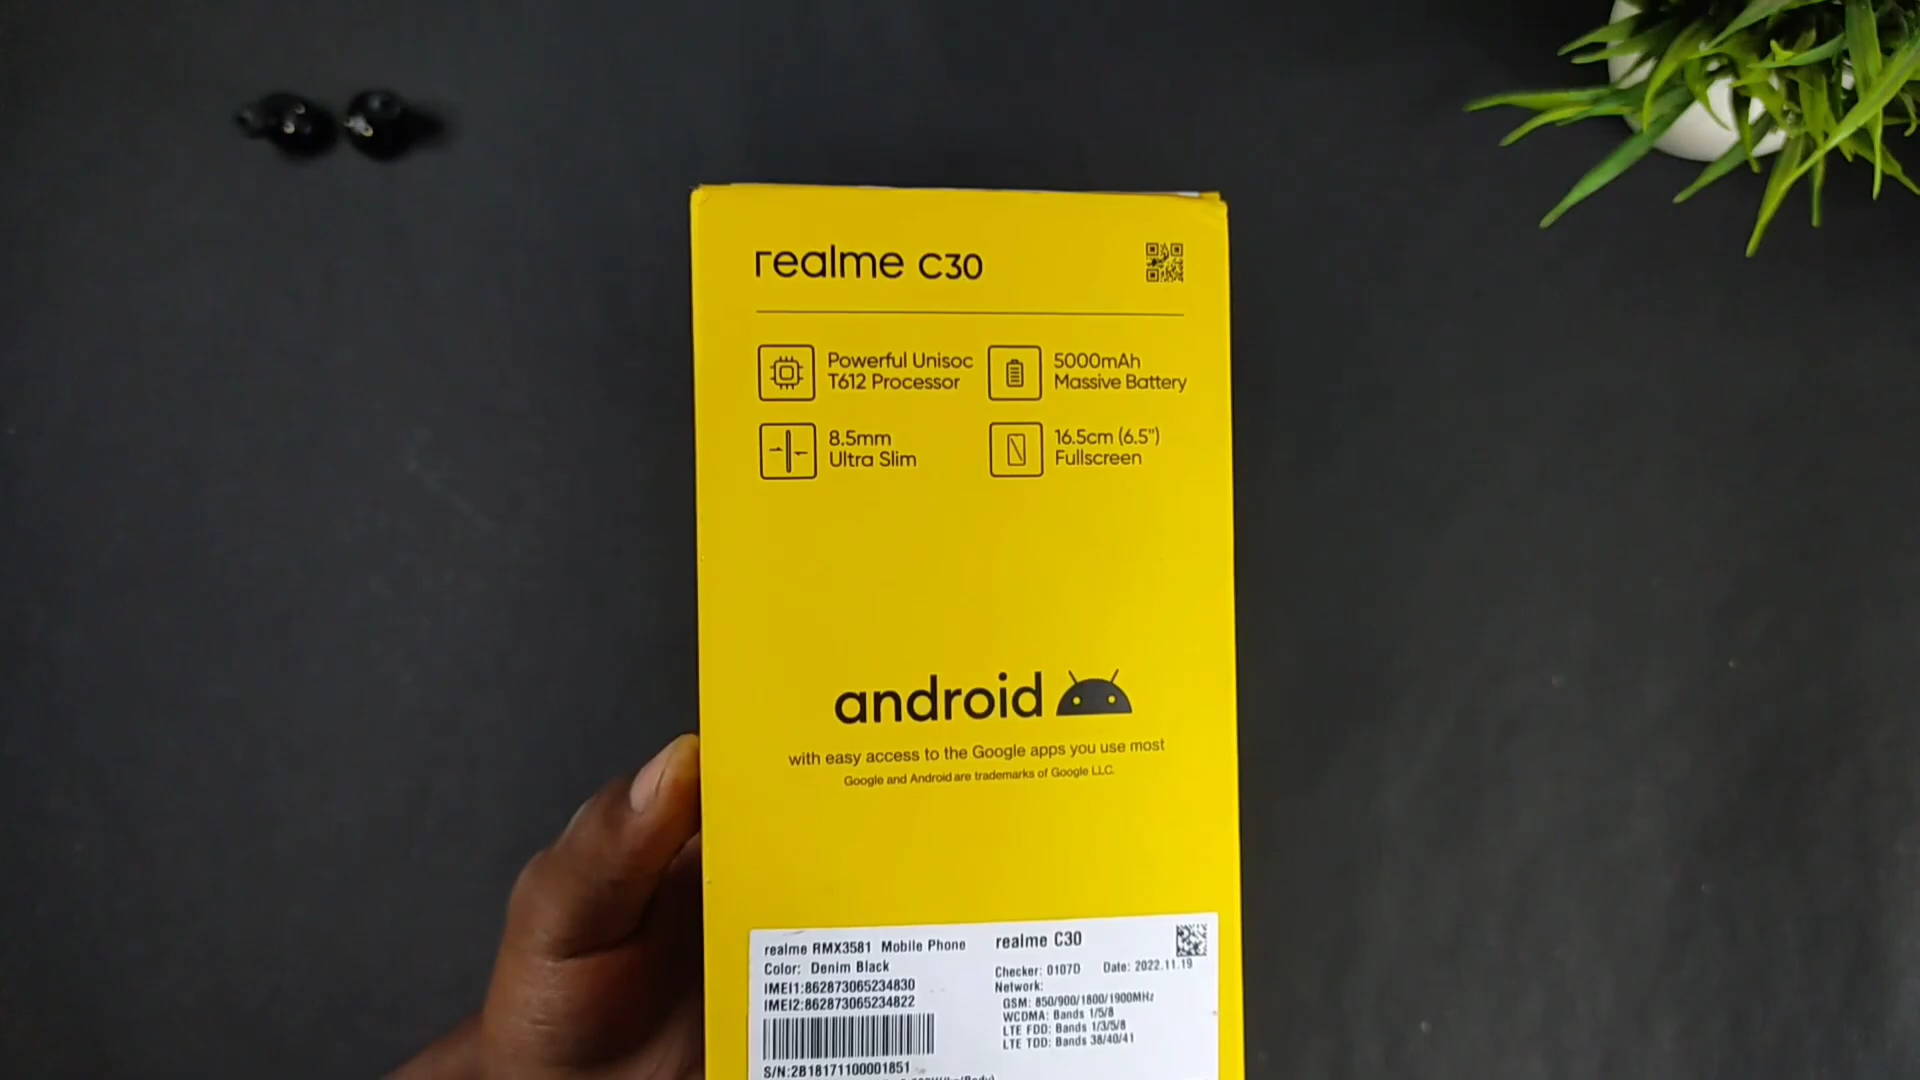 realme C30
Powerful Unisoc
T612 Processor
5000mAh
Massive Battery
8.5mm
Ultra Slim
16.5cm (6.5")
Fullscreen
android
with easy access to the Google apps you use most
Google and Android are trademarks of Google LLC.
realme RMX3581 Mobile Phone
Color: Denim Black
IMEI1:862873065234830
IMEI2:862873065234822
S/N:2B18171100001851
realme C30
Checker: 0107D Date: 2022.11.19
Network:
GSM: 850/900/1800/1900MHz
WCDMA: Bands 1/5/8
LTE FDD: Bands 1/3/5/8
LTE TDD: Bands 38/40/41